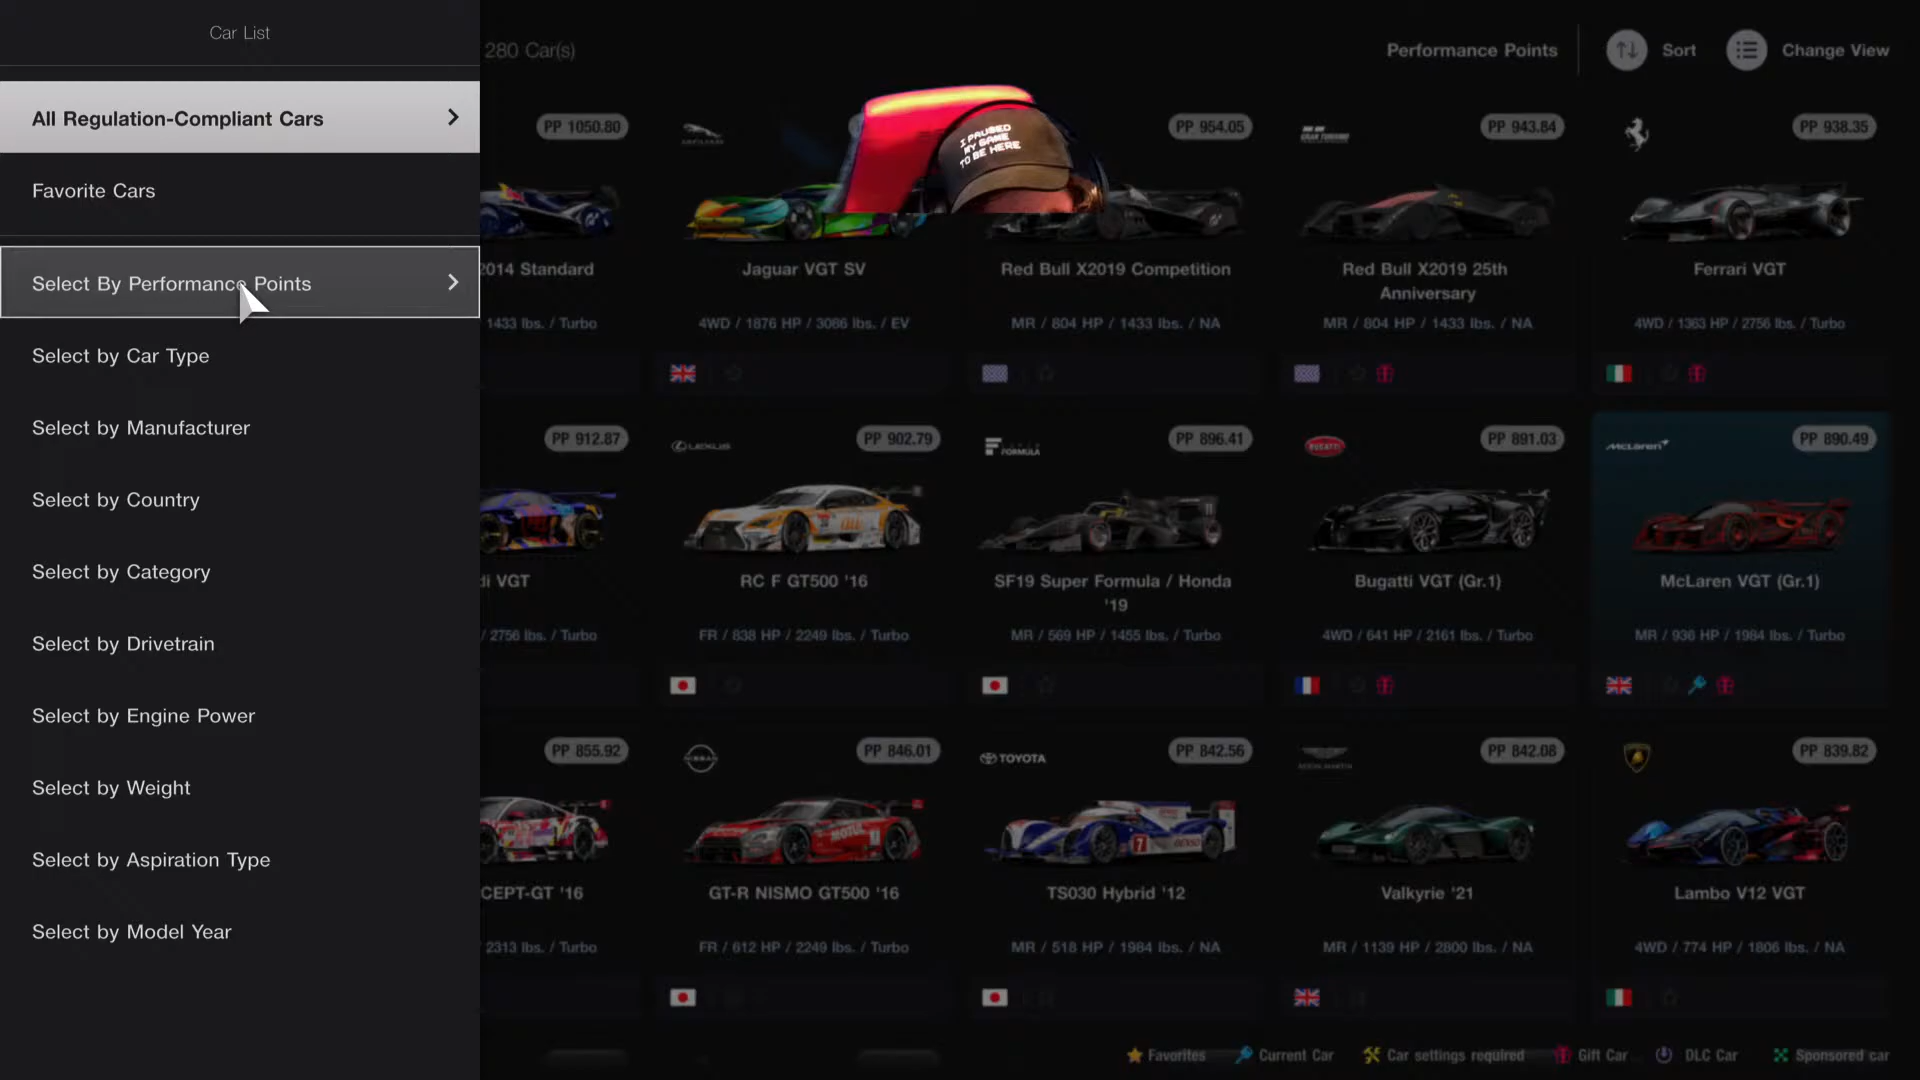 Car List
All Regulation-Compliant Cars
Favorite Cars
Select By Performance Points
Select by Car Type
Select by Manufacturer
Select by Country
Select by Category
Select by Drivetrain
Select by Engine Power
Select by Weight
Select by Aspiration Type
Select by Model Year
280 Car(s)
Performance Points
Sort
Change View
I PAUSED
MY GAME
TO BE HERE
PP 1050.80
2014 Standard
1433 lbs. / Turbo
Jaguar VGT SV
4WD / 1876 HP / 3086 lbs. / EV
PP 954.05
Red Bull X2019 Competition
MR / 804 HP / 1433 lbs. / NA
PP 943.84
Red Bull X2019 25th
Anniversary
MR / 804 HP / 1433 lbs. / NA
PP 938.35
Ferrari VGT
4WD / 1363 HP / 2756 lbs. / Turbo
PP 912.87
di VGT
/ 2756 lbs. / Turbo
LEXUS
PP 902.79
RC F GT500 '16
FR / 838 HP / 2249 lbs. / Turbo
FORMULA
PP 896.41
SF19 Super Formula / Honda
'19
MR / 569 HP / 1455 lbs. / Turbo
BUGATTI
PP 891.03
Bugatti VGT (Gr.1)
4WD / 641 HP / 2161 lbs. / Turbo
McLaren
PP 890.49
McLaren VGT (Gr.1)
MR / 936 HP / 1984 lbs. / Turbo
PP 855.92
CEPT-GT '16
2313 lbs. / Turbo
NISSAN
PP 846.01
MOTUL
GT-R NISMO GT500 '16
FR / 612 HP / 2249 lbs. / Turbo
TOYOTA
PP 842.56
7
DENSO
TS030 Hybrid '12
MR / 518 HP / 1984 lbs. / NA
ASTON MARTIN
PP 842.08
Valkyrie '21
MR / 1139 HP / 2800 lbs. / NA
PP 839.82
Lambo V12 VGT
4WD / 774 HP / 1806 lbs. / NA
Favorites
Current Car
Car settings required
Gift Car
DLC Car
Sponsored car